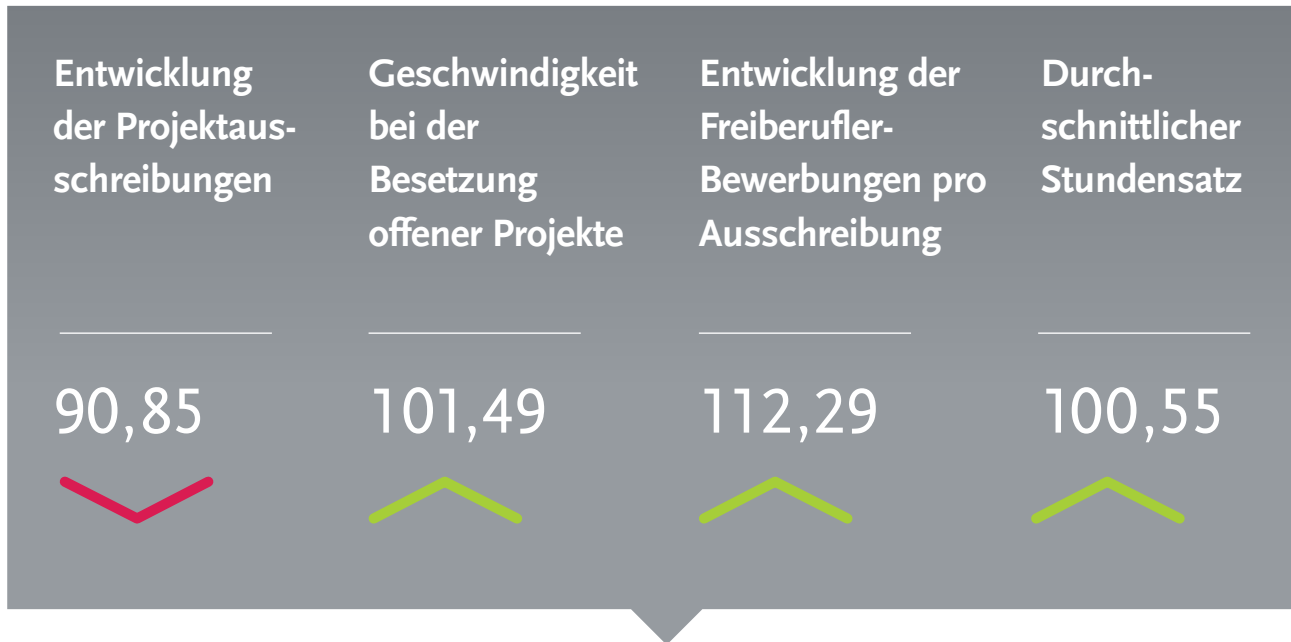 Entwicklung
der Projektaus-
schreibungen
Geschwindigkeit
bei der
Besetzung
offener Projekte
Entwicklung der
Freiberufler-
Bewerbungen pro
Ausschreibung
Durch-
schnittlicher
Stundensatz
90,85
101,49
112,29
100,55